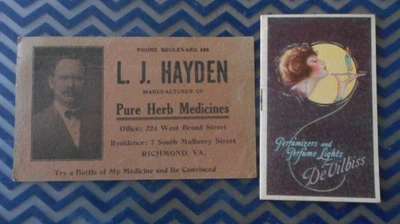 PHONE BOULEVARD
L. J. HAYDEN
MANUFACTURER OF
Pure Herb Medicines
Office: 224 West Broad Street
Residence: 7 South Mulberry Street
RICHMOND, VA.
Try a Bottle of My Medicine and Be Convinced
Perfumizers and
Perfume Lights
DeVilbiss